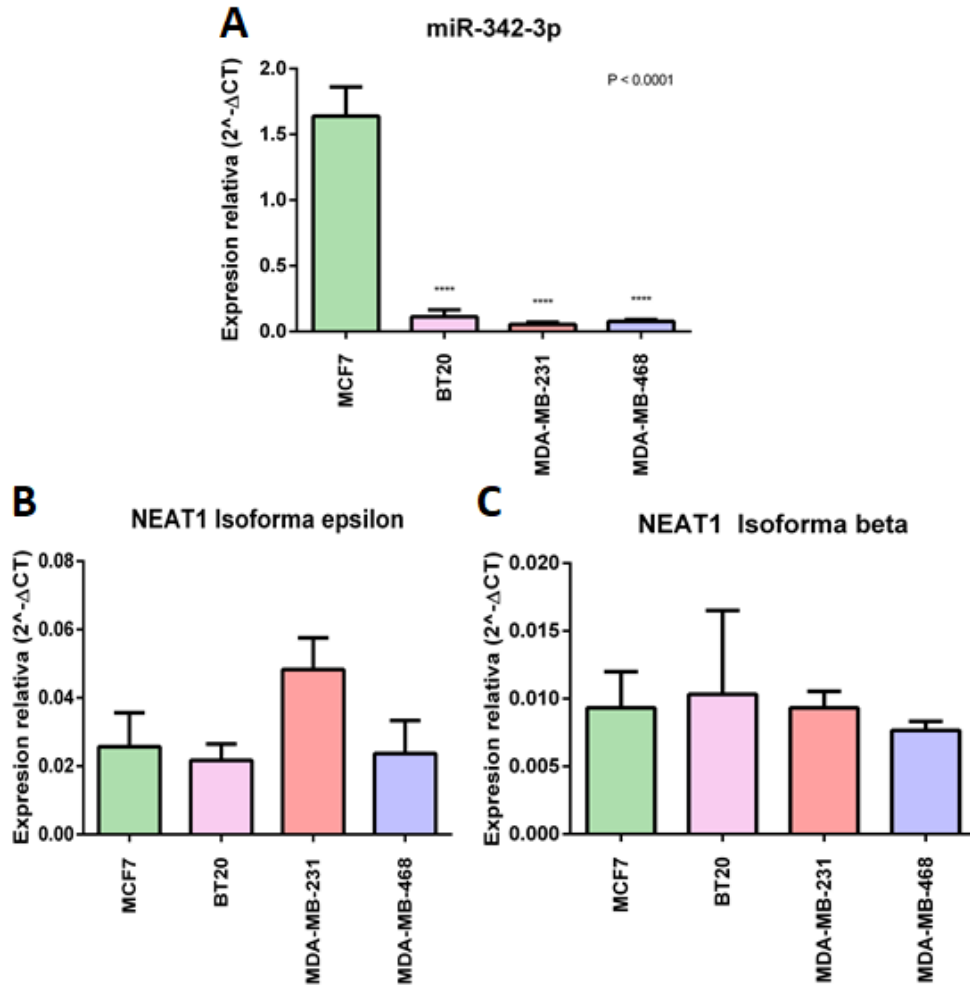 A
miR-342-3p
Expresion relativa (2^-ΔCT)
2.0
1.5
1.0
0.5
0.0
P < 0.0001
****
****
****
MCF7
BT20
MDA-MB-231
MDA-MB-468
B
NEAT1 Isoforma epsilon
Expresion relativa (2^-ΔCT)
0.08
0.06
0.04
0.02
0.00
MCF7
BT20
MDA-MB-231
MDA-MB-468
C
NEAT1 Isoforma beta
Expresion relativa (2^-ΔCT)
0.020
0.015
0.010
0.005
0.000
MCF7
BT20
MDA-MB-231
MDA-MB-468